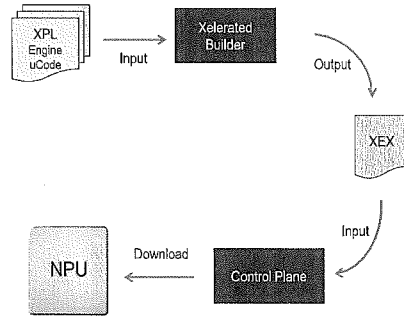 XPL
Engine
uCode
Input
Xelerated
Builder
Output
XEX
Input
Control Plane
Download
NPU